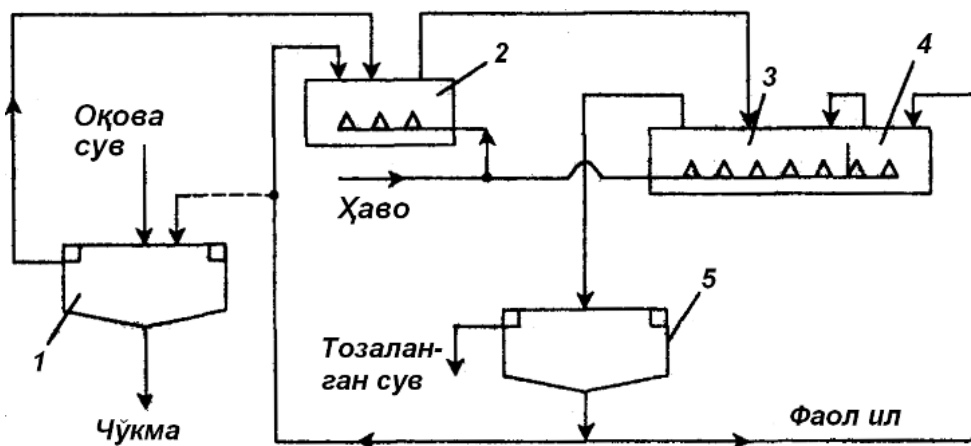 2
4
3
Оқова
сув
Ҳаво
1
5
Тозалан-
ган сув
Чўкма
Фаол ил